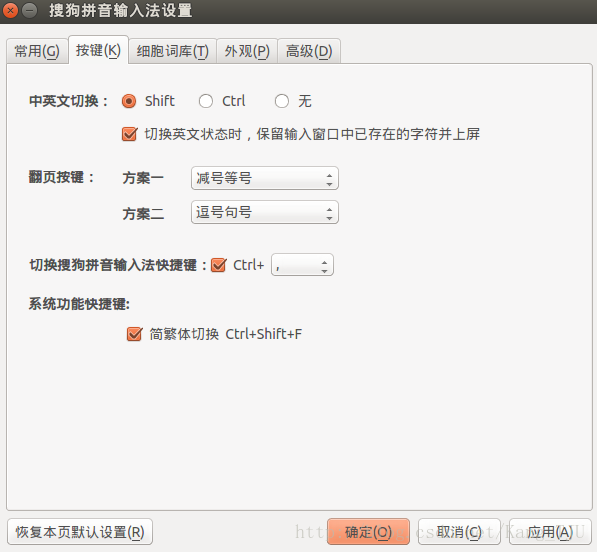 搜狗拼音输入法设置
常用(G) 按键(K) 细胞词库(T) 外观(P) 高级(D)
中英文切换： Shift Ctrl 无
切换英文状态时，保留输入窗口中已存在的字符并上屏
翻页按键： 方案一 减号等号
方案二 逗号句号
切换搜狗拼音输入法快捷键： Ctrl+ ,
系统功能快捷键:
简繁体切换 Ctrl+Shift+F
恢复本页默认设置(R) 确定(O) 取消(C) 应用(A)